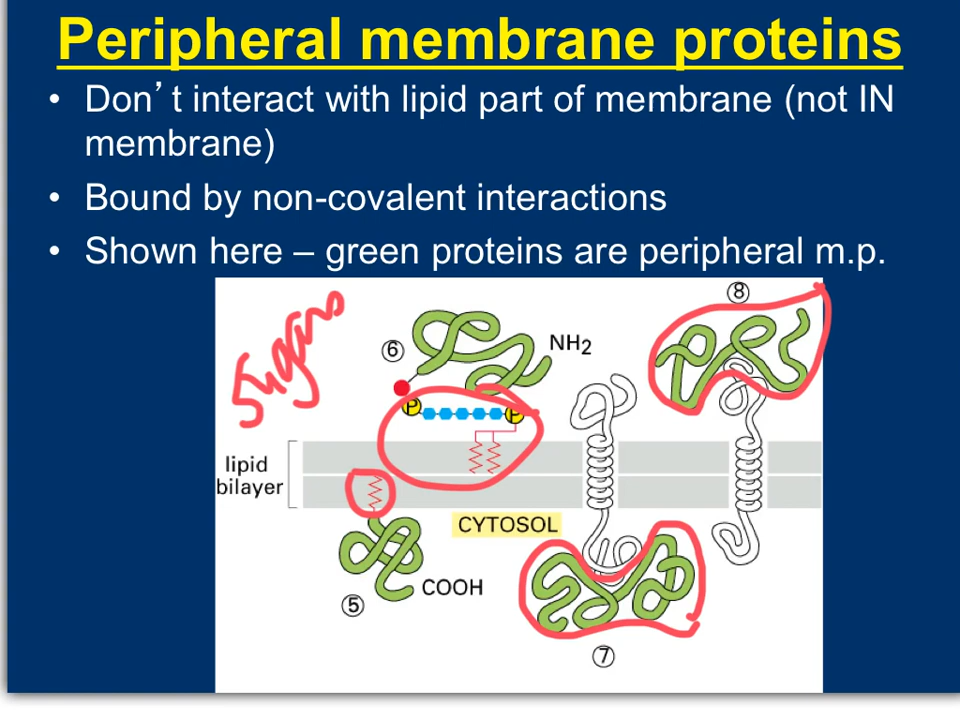 Peripheral membrane proteins
• Don’t interact with lipid part of membrane (not IN
membrane)
• Bound by non-covalent interactions
• Shown here – green proteins are peripheral m.p.
sugars
⑥
NH2
⑧
P
P
lipid
bilayer
CYTOSOL
COOH
⑤
⑦